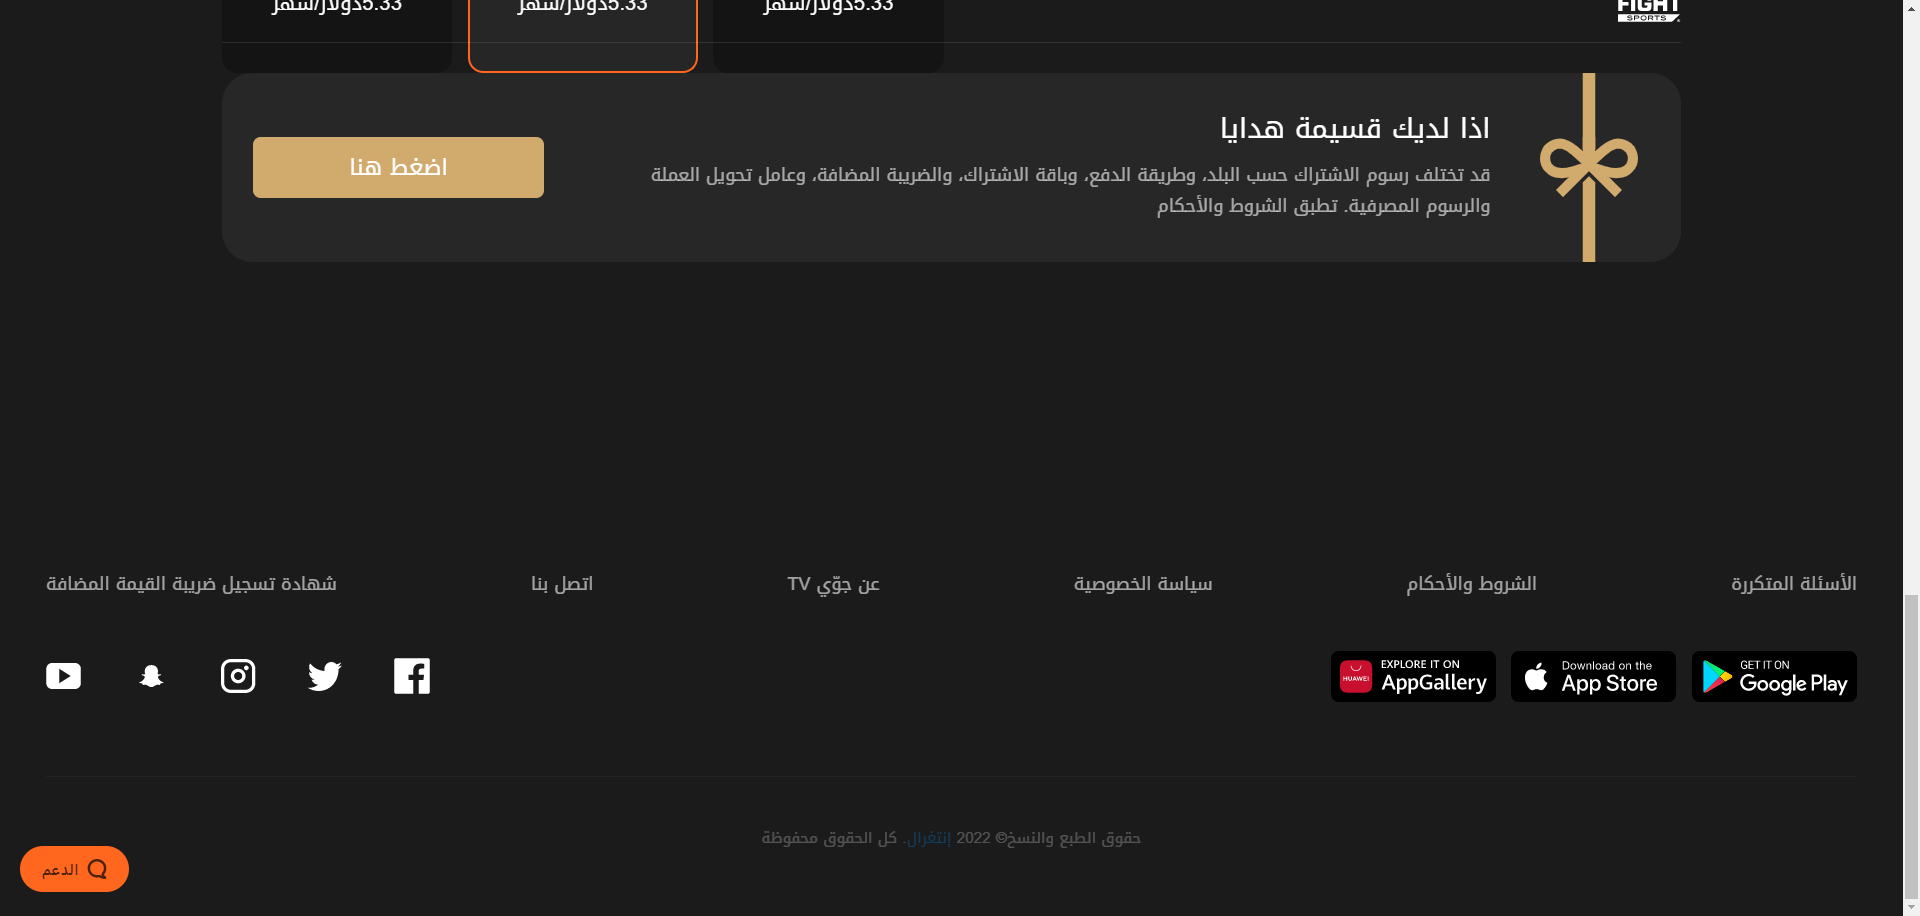 FIGHT
SPORTS
5.33دولار/شهر
5.33دولار/شهر
5.33دولار/شهر
اذا لديك قسيمة هدايا
قد تختلف رسوم الاشتراك حسب البلد، وطريقة الدفع، وباقة الاشتراك، والضريبة المضافة، وعامل تحويل العملة
والرسوم المصرفية. تطبق الشروط والأحكام
اضغط هنا
الأسئلة المتكررة
الشروط والأحكام
سياسة الخصوصية
عن جوّي TV
اتصل بنا
شهادة تسجيل ضريبة القيمة المضافة
GET IT ON
Google Play
Download on the
App Store
HUAWEI
EXPLORE IT ON
AppGallery
حقوق الطبع والنسخ© 2022 إنتغرال. كل الحقوق محفوظة
الدعم